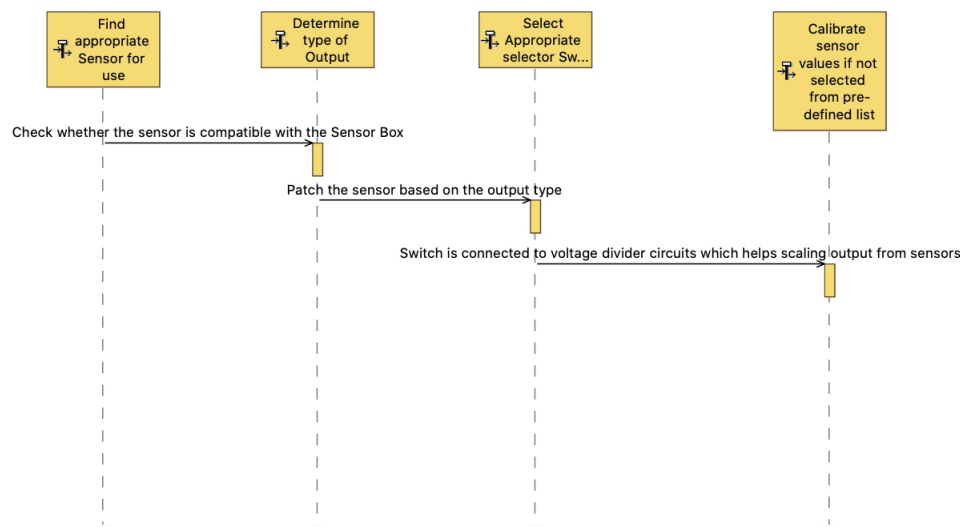 Find
appropriate
Sensor for
use
Determine
type of
Output
Select
Appropriate
selector Sw...
Calibrate
sensor
values if not
selected
from pre-
defined list
Check whether the sensor is compatible with the Sensor Box
Patch the sensor based on the output type
Switch is connected to voltage divider circuits which helps scaling output from sensors